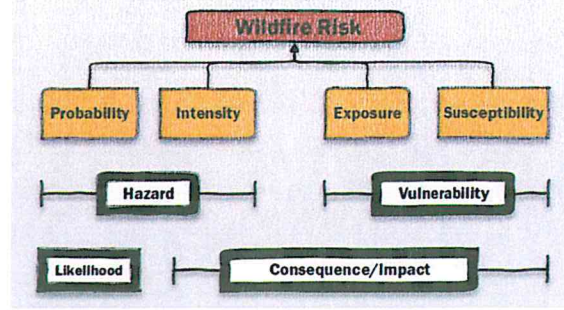 Wildfire Risk
Probability Intensity Exposure Susceptibility
Hazard Vulnerability
Likelihood Consequence/Impact